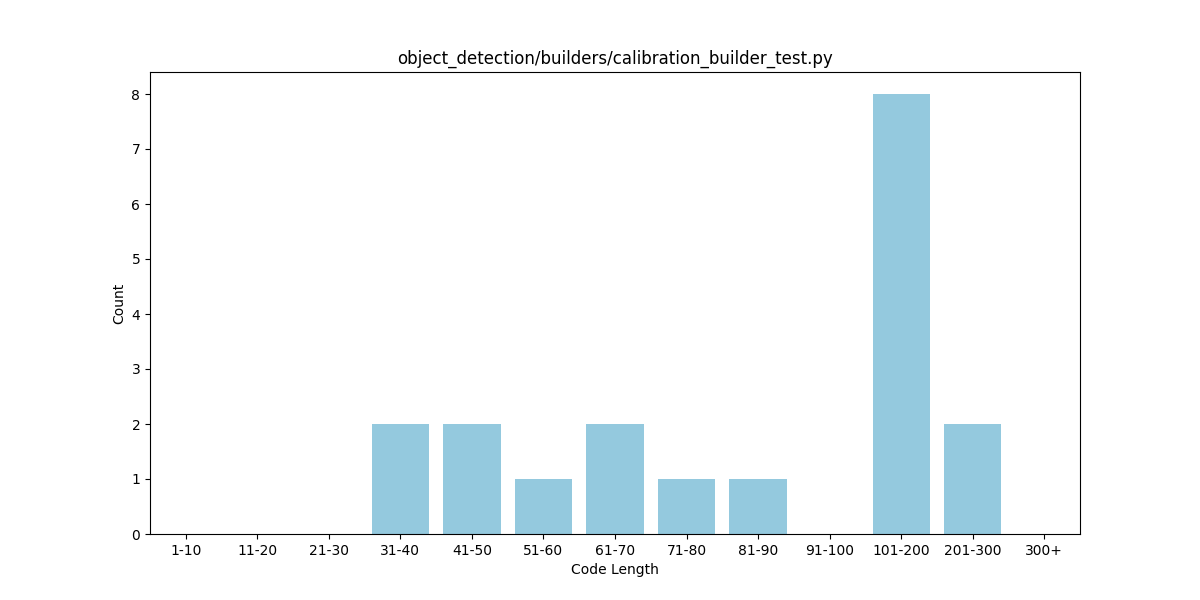 object_detection/builders/calibration_builder_test.py
Count
8
7
6
5
4
3
2
1
0
1-10 11-20 21-30 31-40 41-50 51-60 61-70 71-80 81-90 91-100 101-200 201-300 300+
Code Length